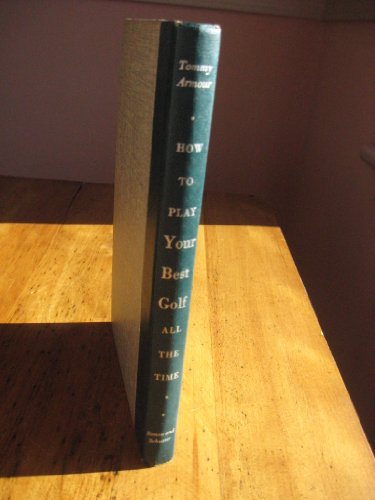 Tommy
Armour
HOW
TO
PLAY
Your
Best
Golf
ALL
THE
TIME
Simon and
Schuster